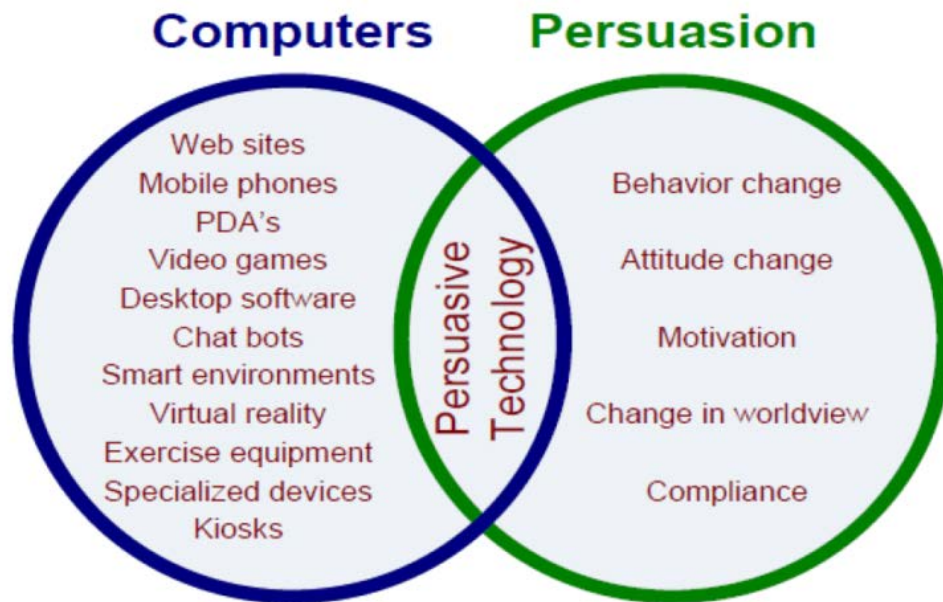 Computers
Persuasion
Web sites
Mobile phones
PDA's
Video games
Desktop software
Chat bots
Smart environments
Virtual reality
Exercise equipment
Specialized devices
Kiosks
Persuasive
Technology
Behavior change
Attitude change
Motivation
Change in worldview
Compliance